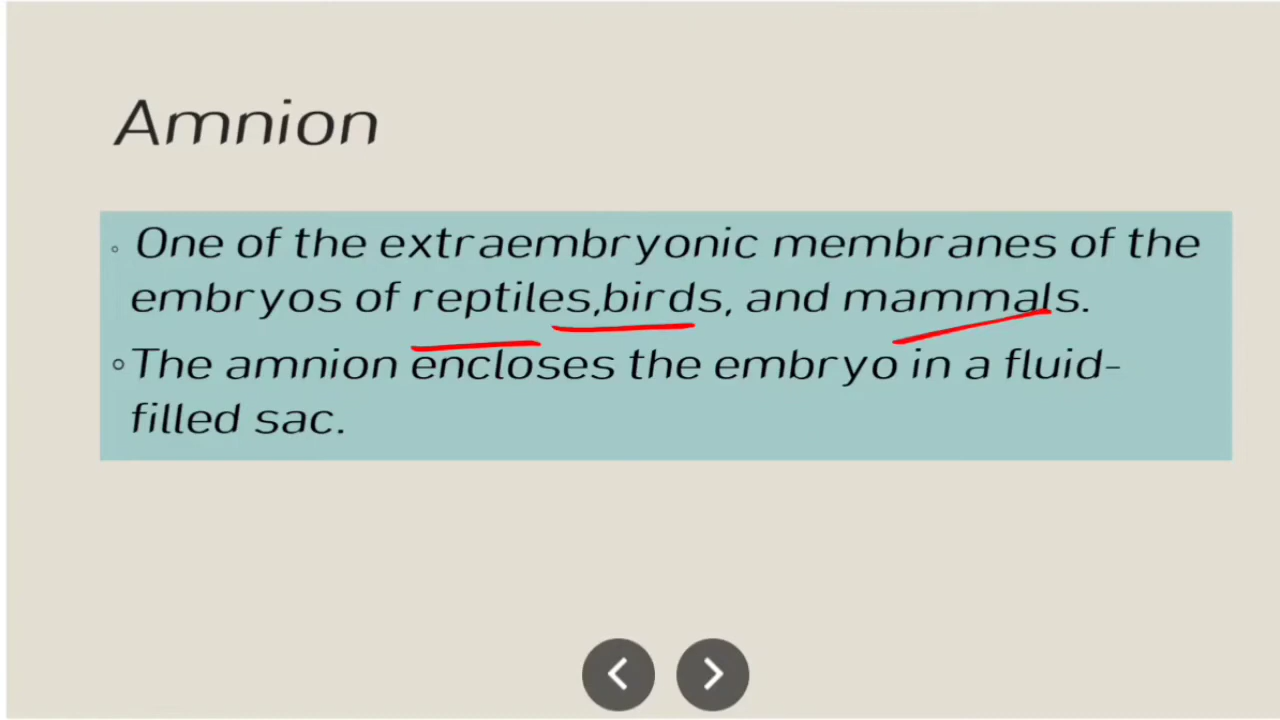 Amnion
◦ One of the extraembryonic membranes of the
embryos of reptiles,birds, and mammals.
◦The amnion encloses the embryo in a fluid-
filled sac.